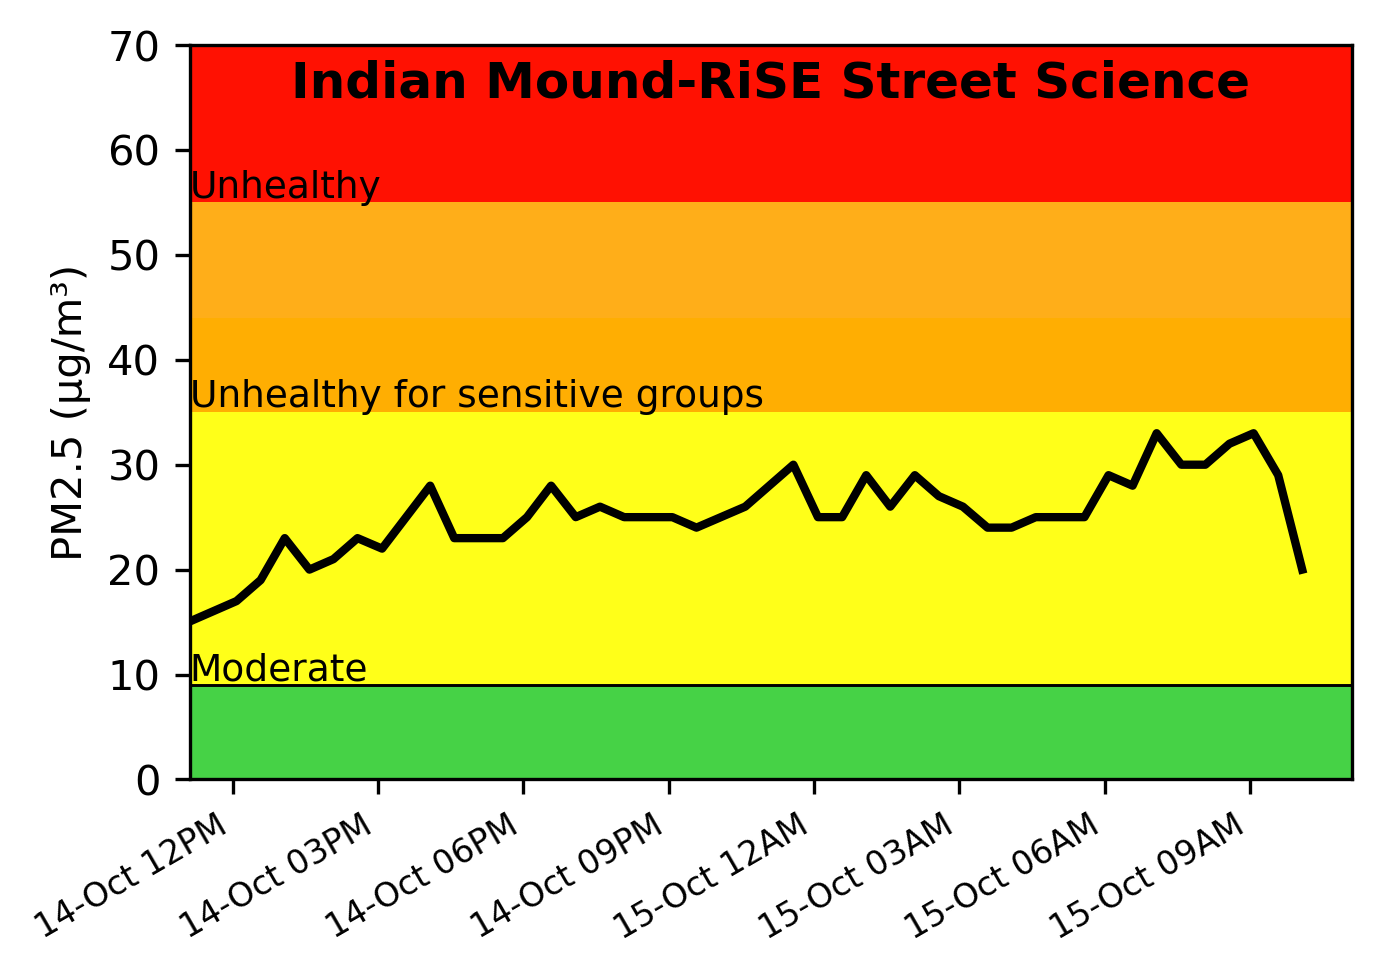 Indian Mound-RiSE Street Science
70
60
Unhealthy
50
40
Unhealthy for sensitive groups
30
20
Moderate
10
0
PM2.5 (µg/m³)
14-Oct 12PM
14-Oct 03PM
14-Oct 06PM
14-Oct 09PM
15-Oct 12AM
15-Oct 03AM
15-Oct 06AM
15-Oct 09AM